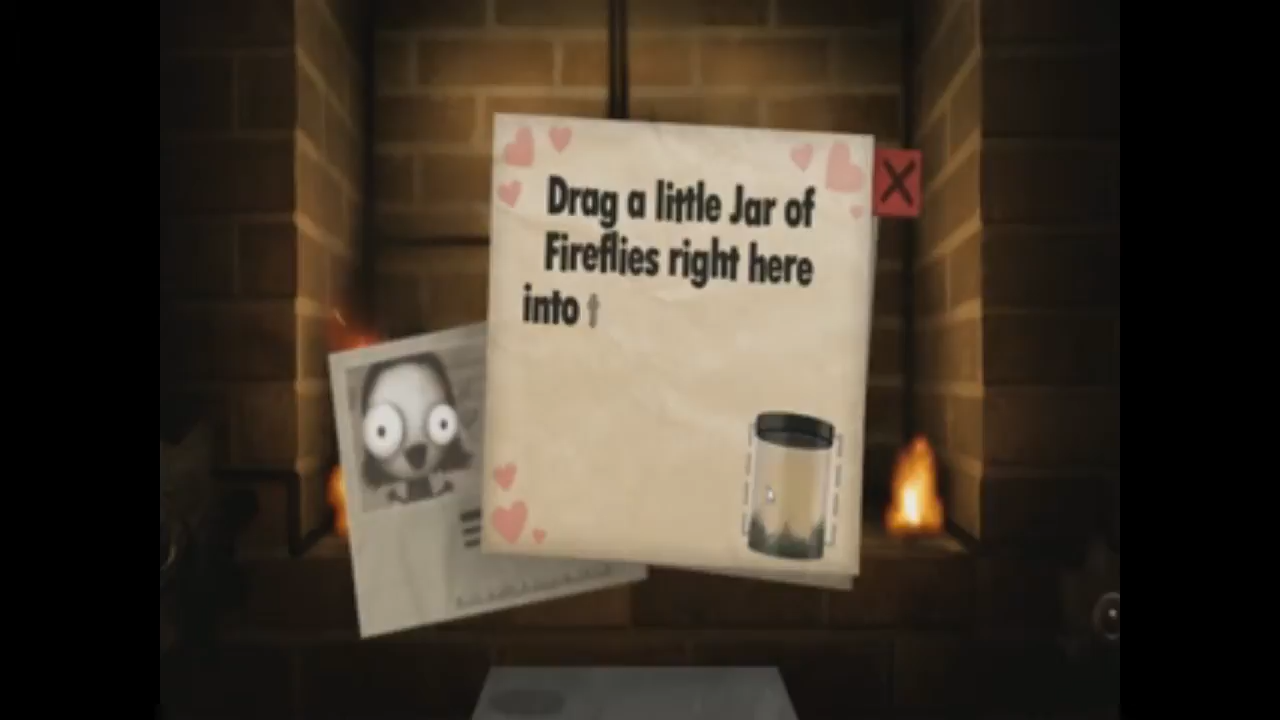 Drag a little Jar of
Fireflies right here
into t
X